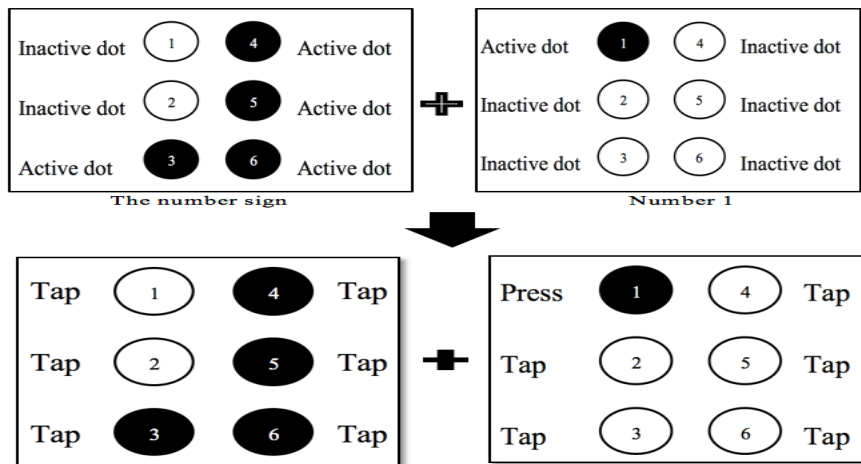 Inactive dot 1 4 Active dot
Inactive dot 2 5 Active dot
Active dot 3 6 Active dot
The number sign
Active dot 1 4 Inactive dot
Inactive dot 2 5 Inactive dot
Inactive dot 3 6 Inactive dot
Number 1
Tap 1 4 Tap
Tap 2 5 Tap
Tap 3 6 Tap
Press 1 4 Tap
Tap 2 5 Tap
Tap 3 6 Tap